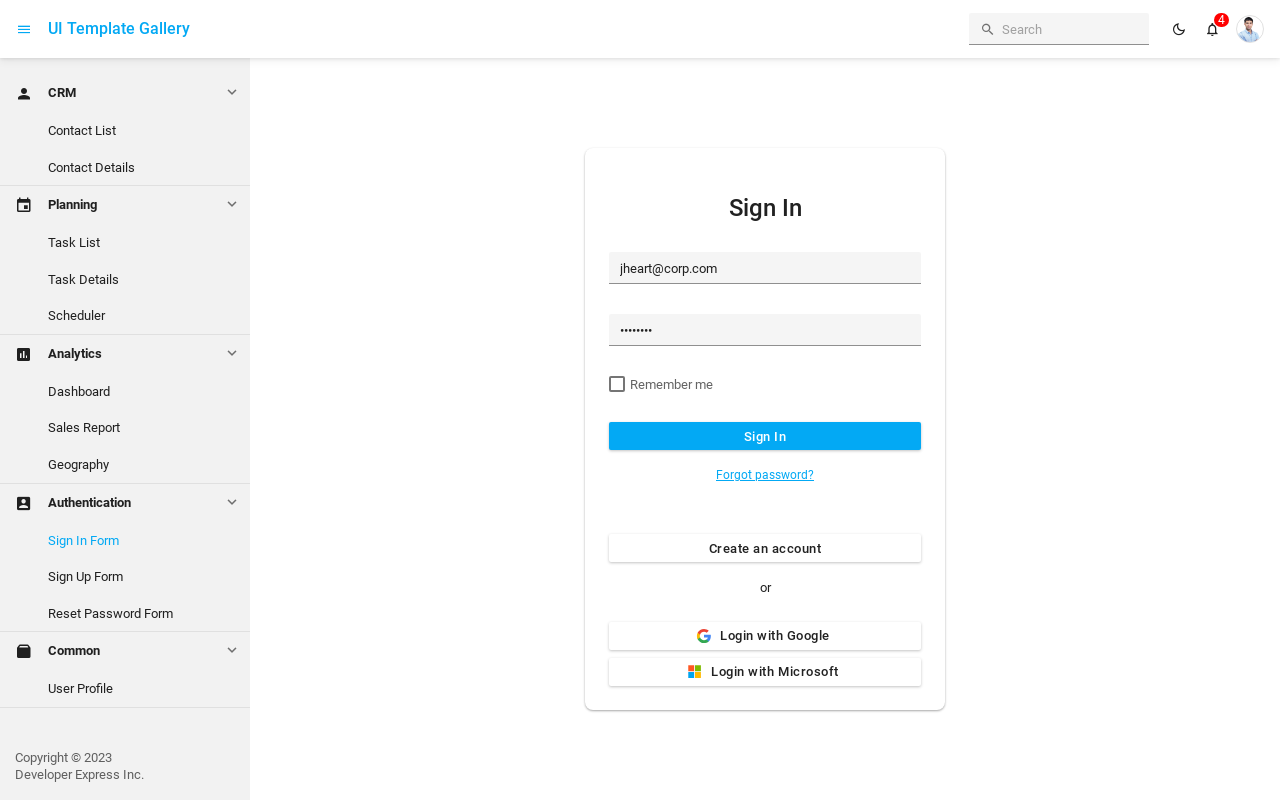 UI Template Gallery
Search
4
CRM
Contact List
Contact Details
Planning
Task List
Task Details
Scheduler
Analytics
Dashboard
Sales Report
Geography
Authentication
Sign In Form
Sign Up Form
Reset Password Form
Common
User Profile
Copyright © 2023
Developer Express Inc.
Sign In
jheart@corp.com
••••••••
Remember me
Sign In
Forgot password?
Create an account
or
Login with Google
Login with Microsoft